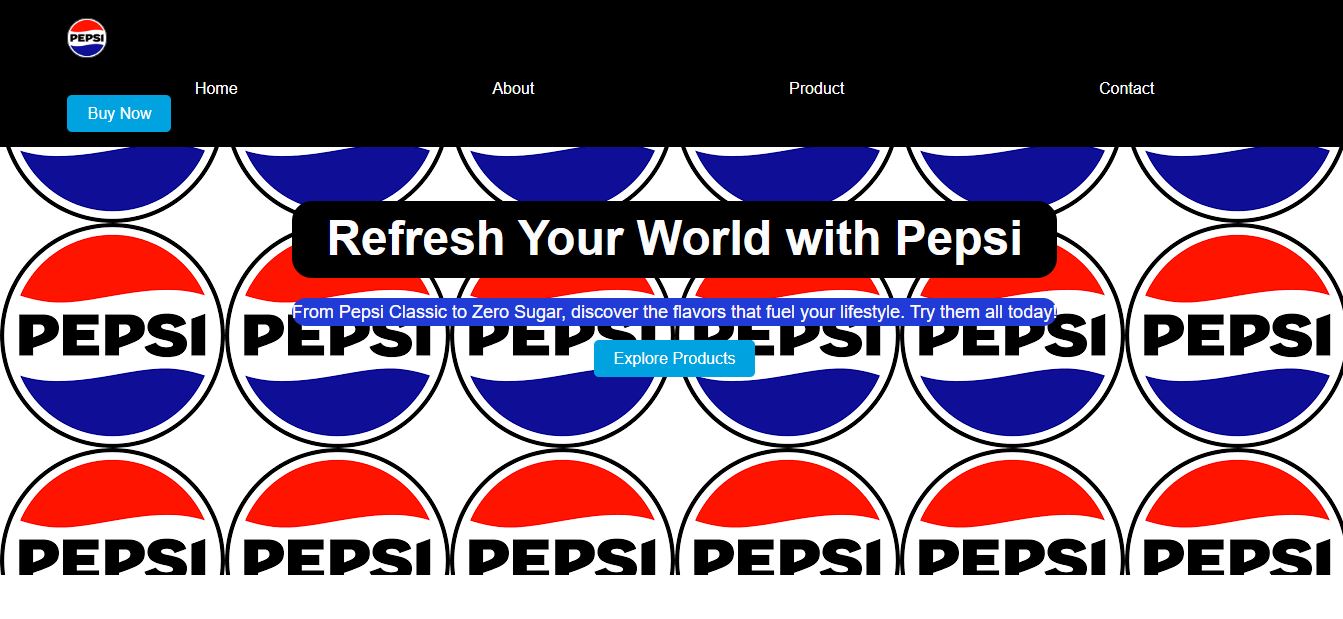 PEPSI
Home About Product Contact
Buy Now
Refresh Your World with Pepsi
From Pepsi Classic to Zero Sugar, discover the flavors that fuel your lifestyle. Try them all today!
PEPSI PEPSI PEPSI PEPSI PEPSI PEPSI
Explore Products
PEPSI PEPSI PEPSI PEPSI PEPSI PEPSI